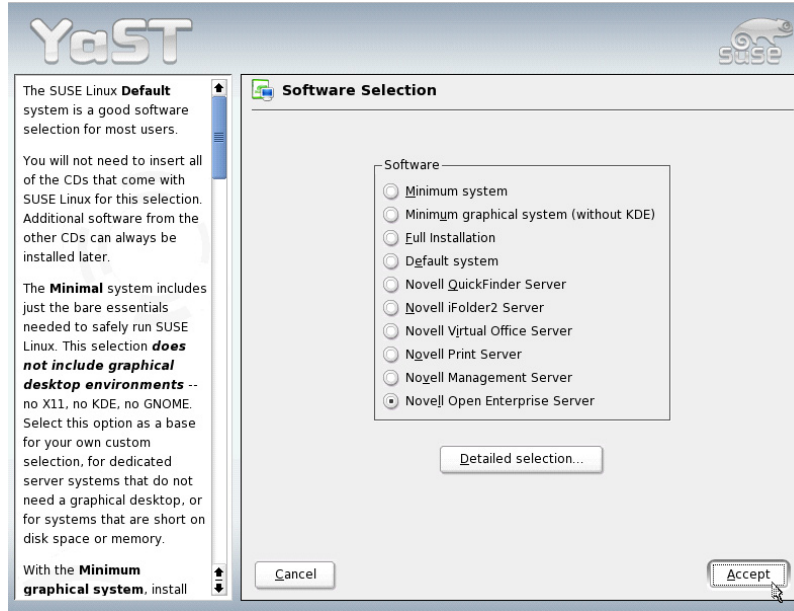 YaST
SUSE
The SUSE Linux Default
system is a good software
selection for most users.
You will not need to insert all
of the CDs that come with
SUSE Linux for this selection.
Additional software from the
other CDs can always be
installed later.
The Minimal system includes
just the bare essentials
needed to safely run SUSE
Linux. This selection does
not include graphical
desktop environments --
no X11, no KDE, no GNOME.
Select this option as a base
for your own custom
selection, for dedicated
server systems that do not
need a graphical desktop, or
for systems that are short on
disk space or memory.
With the Minimum
graphical system, install
Software Selection
Software
Minimum system
Minimum graphical system (without KDE)
Full Installation
Default system
Novell QuickFinder Server
Novell iFolder2 Server
Novell Virtual Office Server
Novell Print Server
Novell Management Server
Novell Open Enterprise Server
Detailed selection...
Cancel
Accept